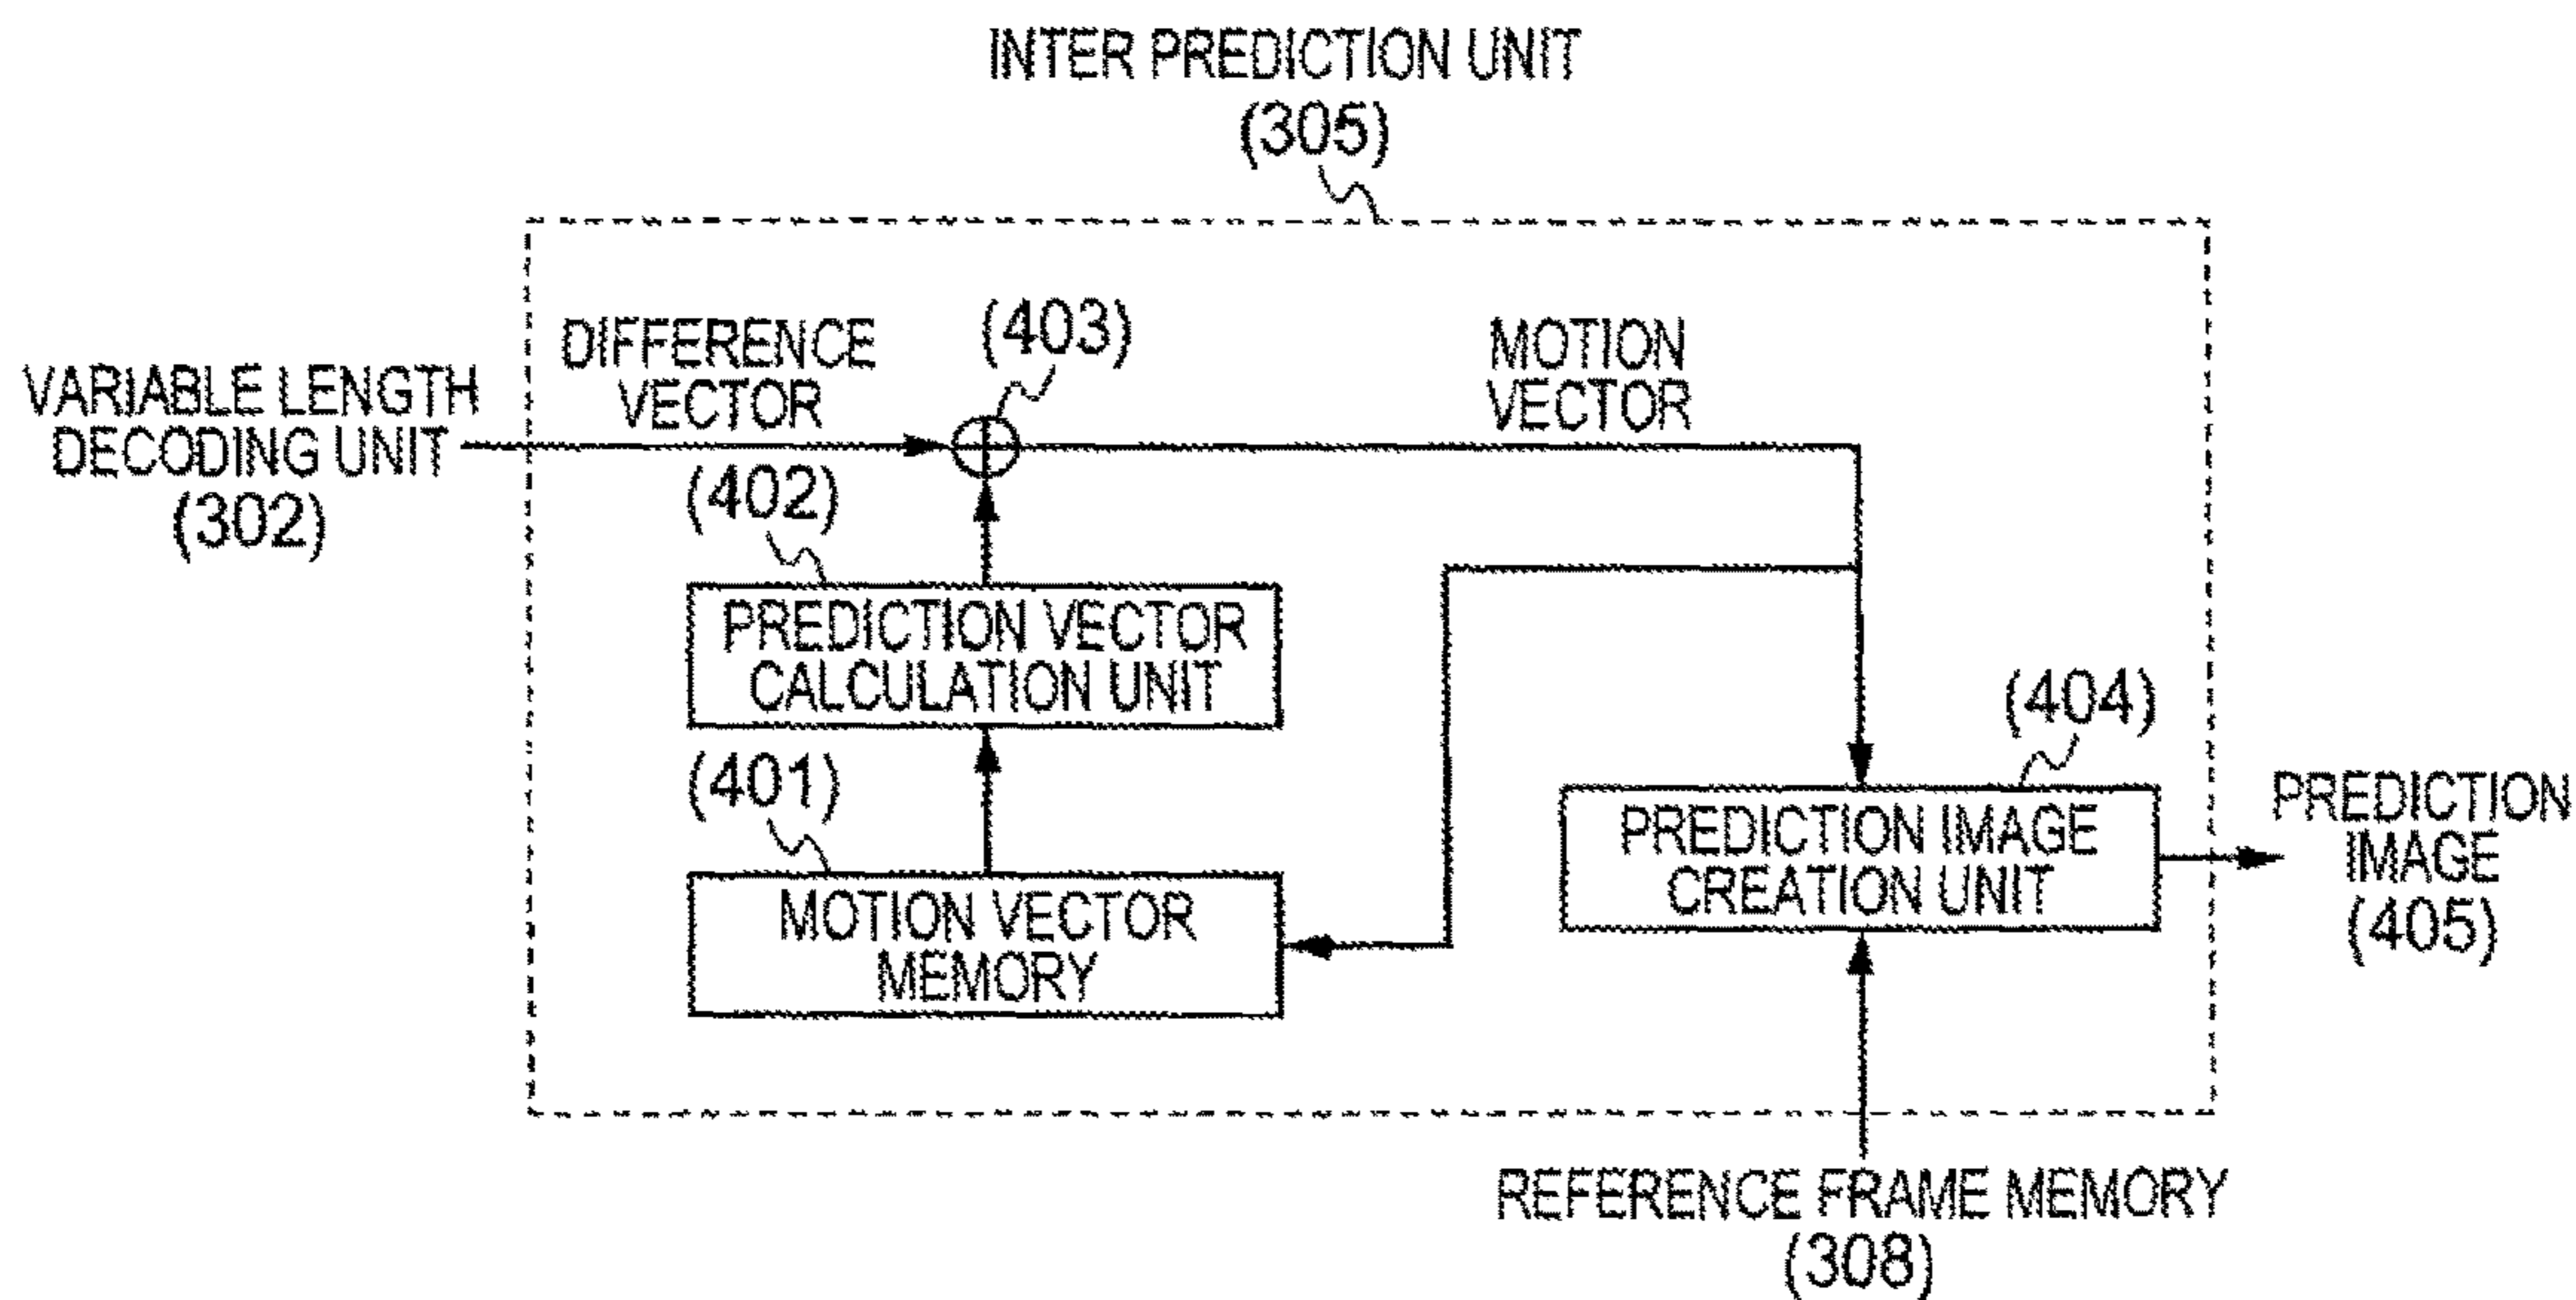 INTER PREDICTION UNIT
(305)
DIFFERENCE
VECTOR
(403)
MOTION
VECTOR
VARIABLE LENGTH
DECODING UNIT
(302)
(402)
PREDICTION VECTOR
CALCULATION UNIT
(401)
MOTION VECTOR
MEMORY
(404)
PREDICTION IMAGE
CREATION UNIT
PREDICTION
IMAGE
(405)
REFERENCE FRAME MEMORY
(308)